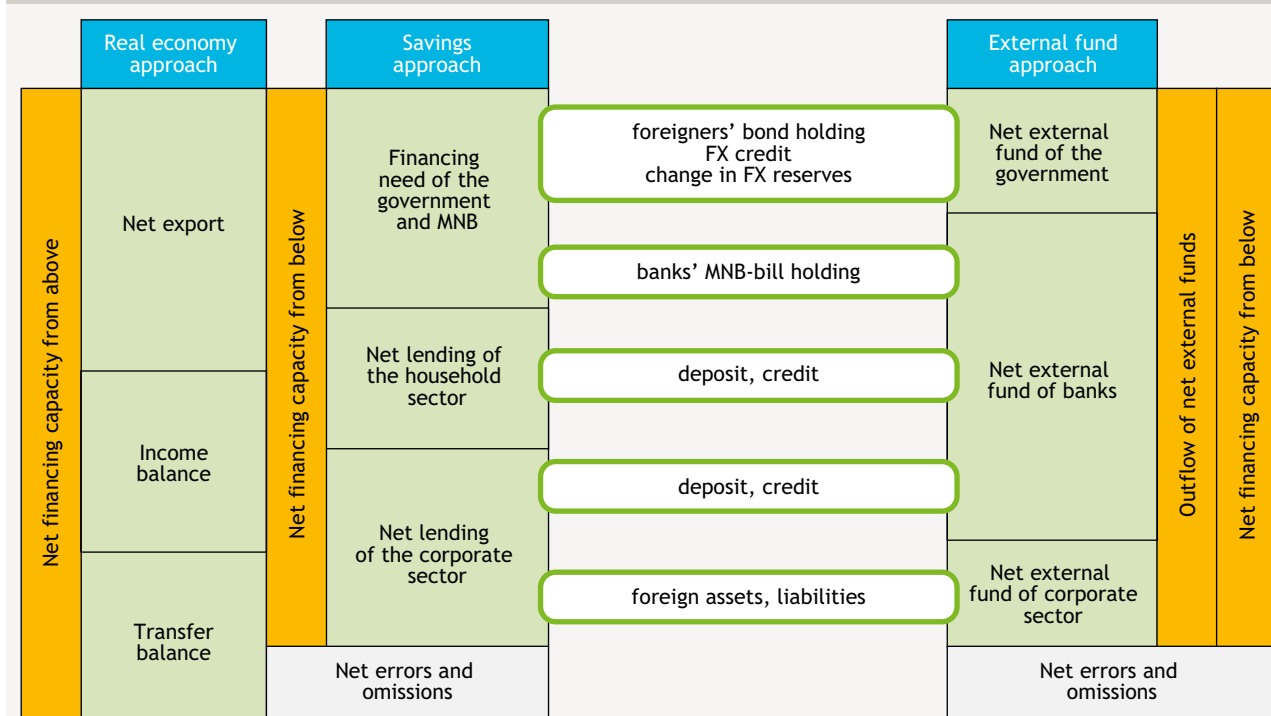 Real economy
approach
Savings
approach
External fund
approach
Net financing capacity from above
Net export
Income
balance
Transfer
balance
Net financing capacity from below
Financing
need of the
government
and MNB
Net lending of
the household
sector
Net lending
of the corporate
sector
Net errors and
omissions
foreigners’ bond holding
FX credit
change in FX reserves
banks’ MNB-bill holding
deposit, credit
deposit, credit
foreign assets, liabilities
Net external
fund of the
government
Net external
fund of banks
Net external
fund of corporate
sector
Outflow of net external funds
Net financing capacity from below
Net errors and
omissions